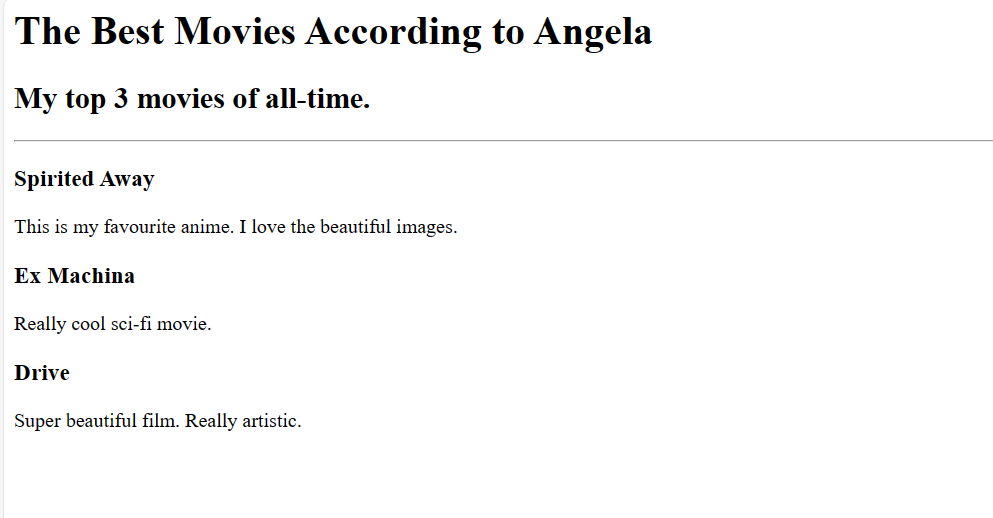 The Best Movies According to Angela
My top 3 movies of all-time.
Spirited Away
This is my favourite anime. I love the beautiful images.
Ex Machina
Really cool sci-fi movie.
Drive
Super beautiful film. Really artistic.